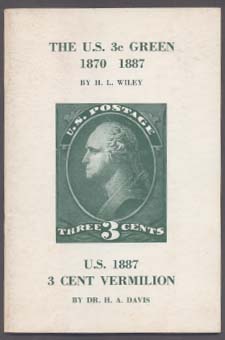 THE U.S. 3c GREEN
1870 1887
BY H. L. WILEY
U.S. POSTAGE
THREE 3 CENTS
U.S. 1887
3 CENT VERMILION
BY DR. H. A. DAVIS